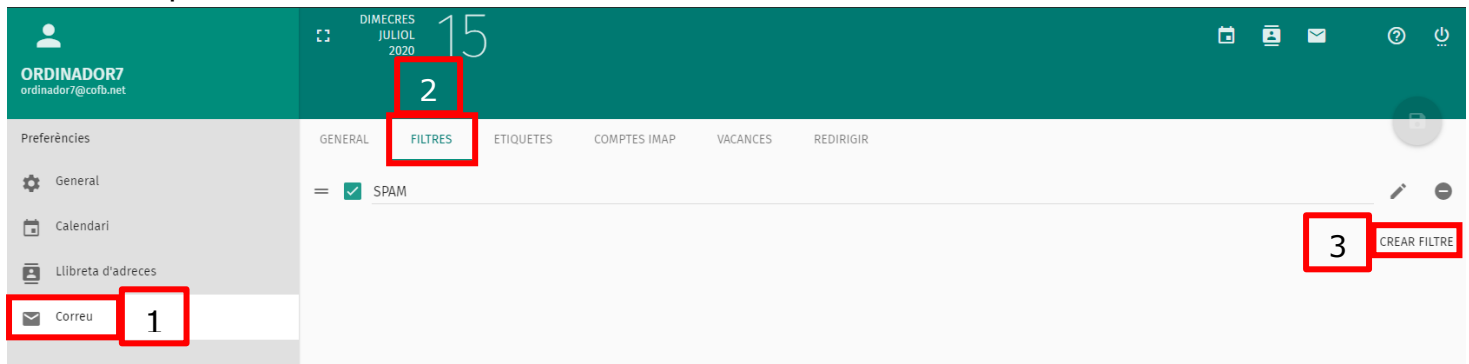 DIMECRES
JULIOL
2020
15
ORDINADOR7
ordinador7@cofb.net
2
Preferències
GENERAL FILTRES ETIQUETES COMPTES IMAP VACANCES REDIRIGIR
General
SPAM
Calendari
3
CREAR FILTRE
Llibreta d'adreces
Correu
1